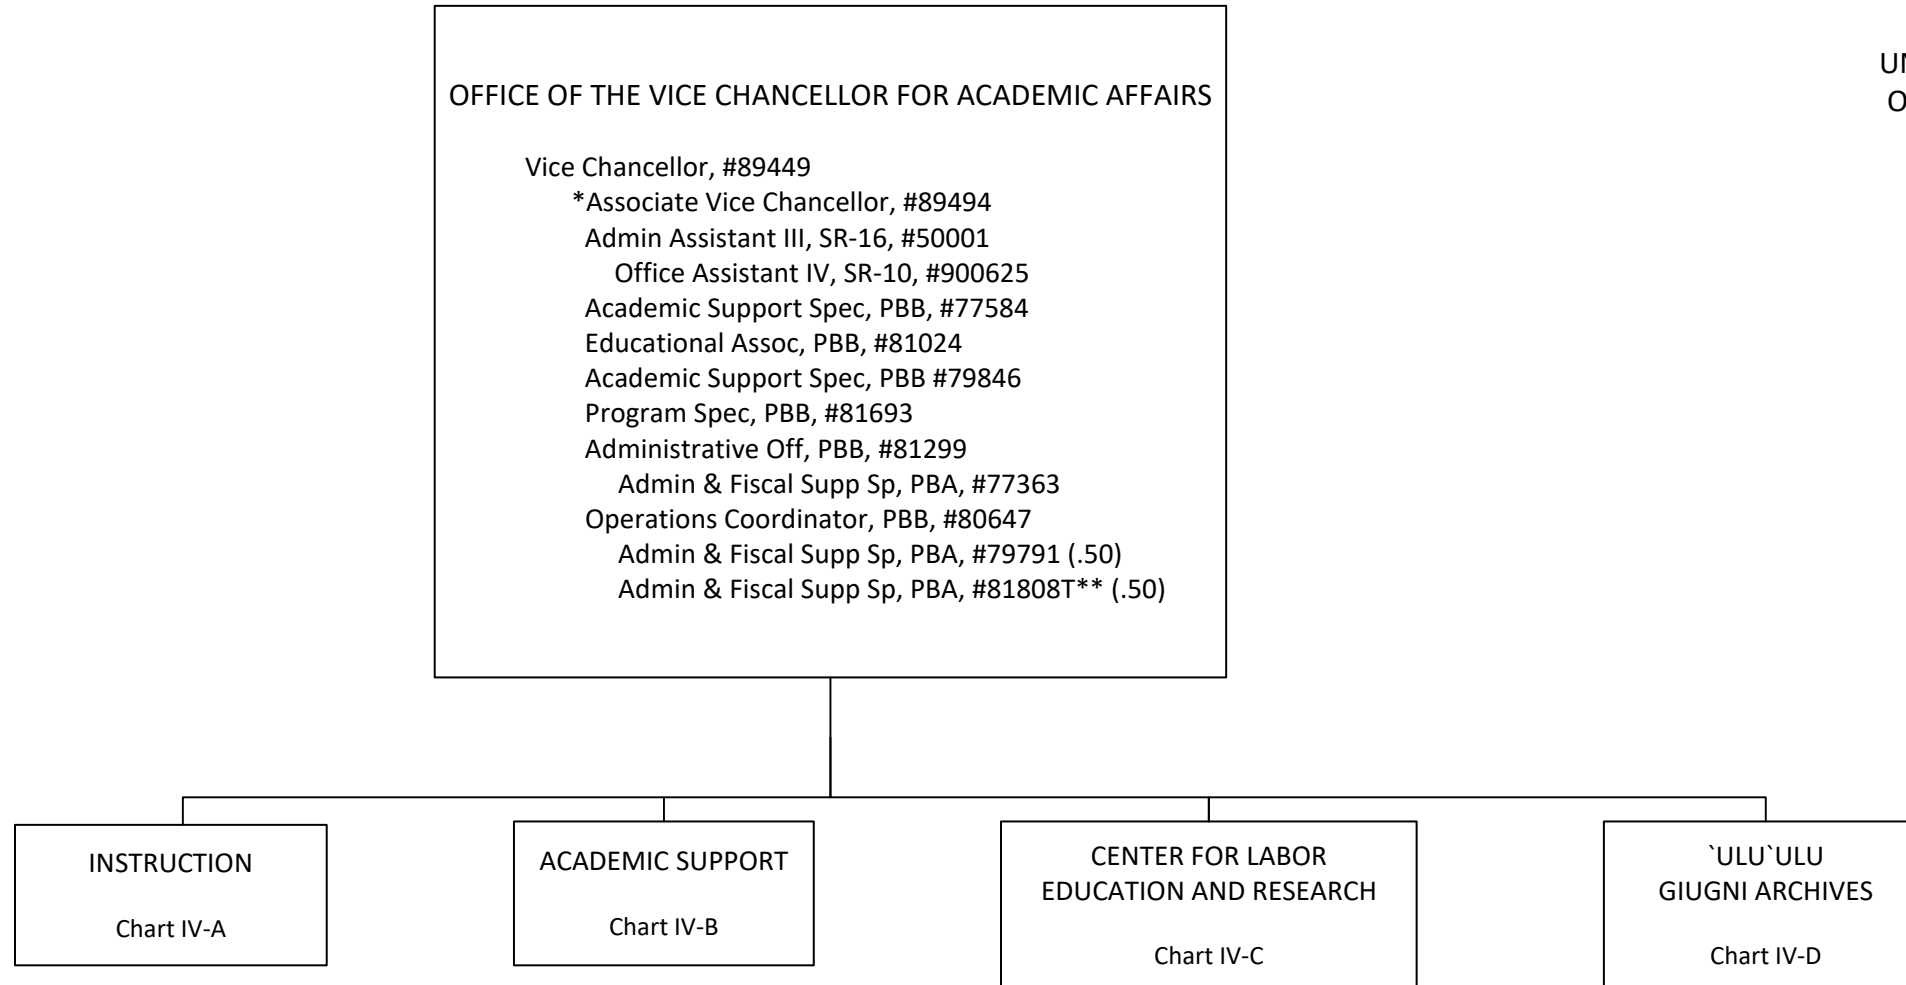 OFFICE OF THE VICE CHANCELLOR FOR ACADEMIC AFFAIRS
Vice Chancellor, #89449
*Associate Vice Chancellor, #89494
Admin Assistant III, SR-16, #50001
Office Assistant IV, SR-10, #900625
Academic Support Spec, PBB, #77584
Educational Assoc, PBB, #81024
Academic Support Spec, PBB #79846
Program Spec, PBB, #81693
Administrative Off, PBB, #81299
Admin & Fiscal Supp Sp, PBA, #77363
Operations Coordinator, PBB, #80647
Admin & Fiscal Supp Sp, PBA, #79791 (.50)
Admin & Fiscal Supp Sp, PBA, #81808T** (.50)
INSTRUCTION
Chart IV-A
ACADEMIC SUPPORT
Chart IV-B
CENTER FOR LABOR
EDUCATION AND RESEARCH
Chart IV-C
`ULU`ULU
GIUGNI ARCHIVES
Chart IV-D